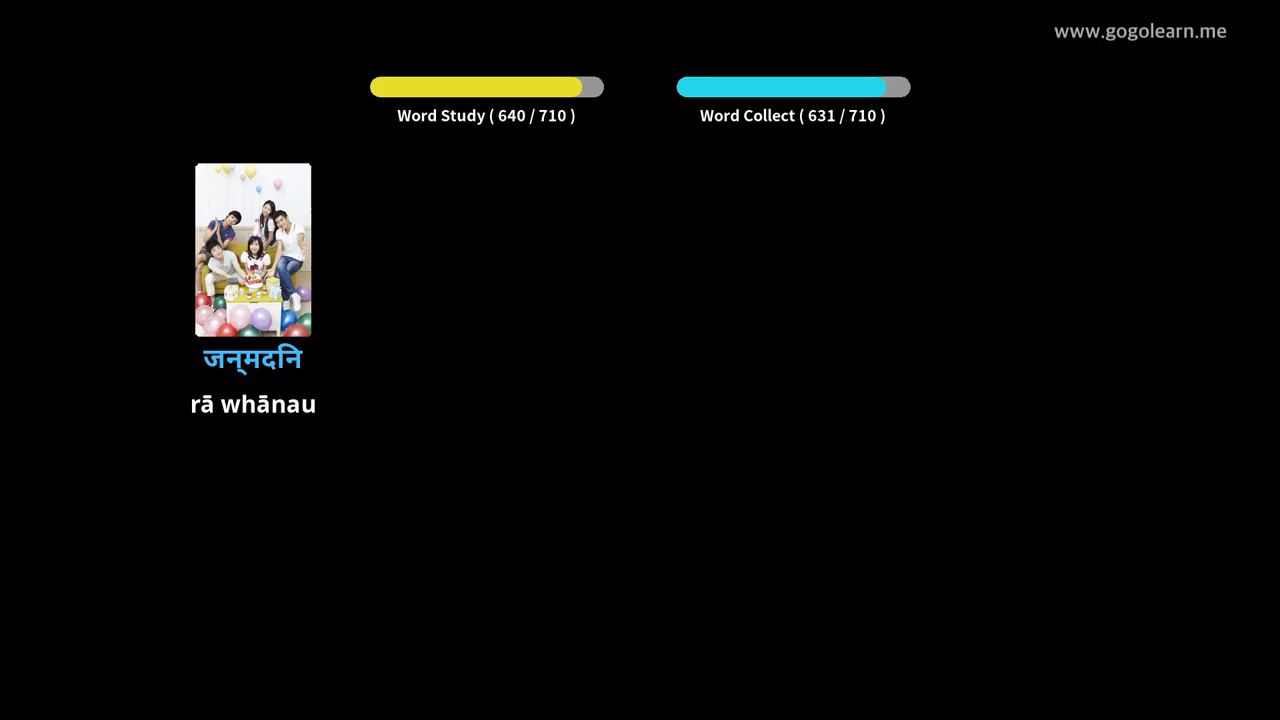 www.gogolearn.me
Word Study ( 640 / 710 )
Word Collect ( 631 / 710 )
जन्‌मदनि
rā whānau